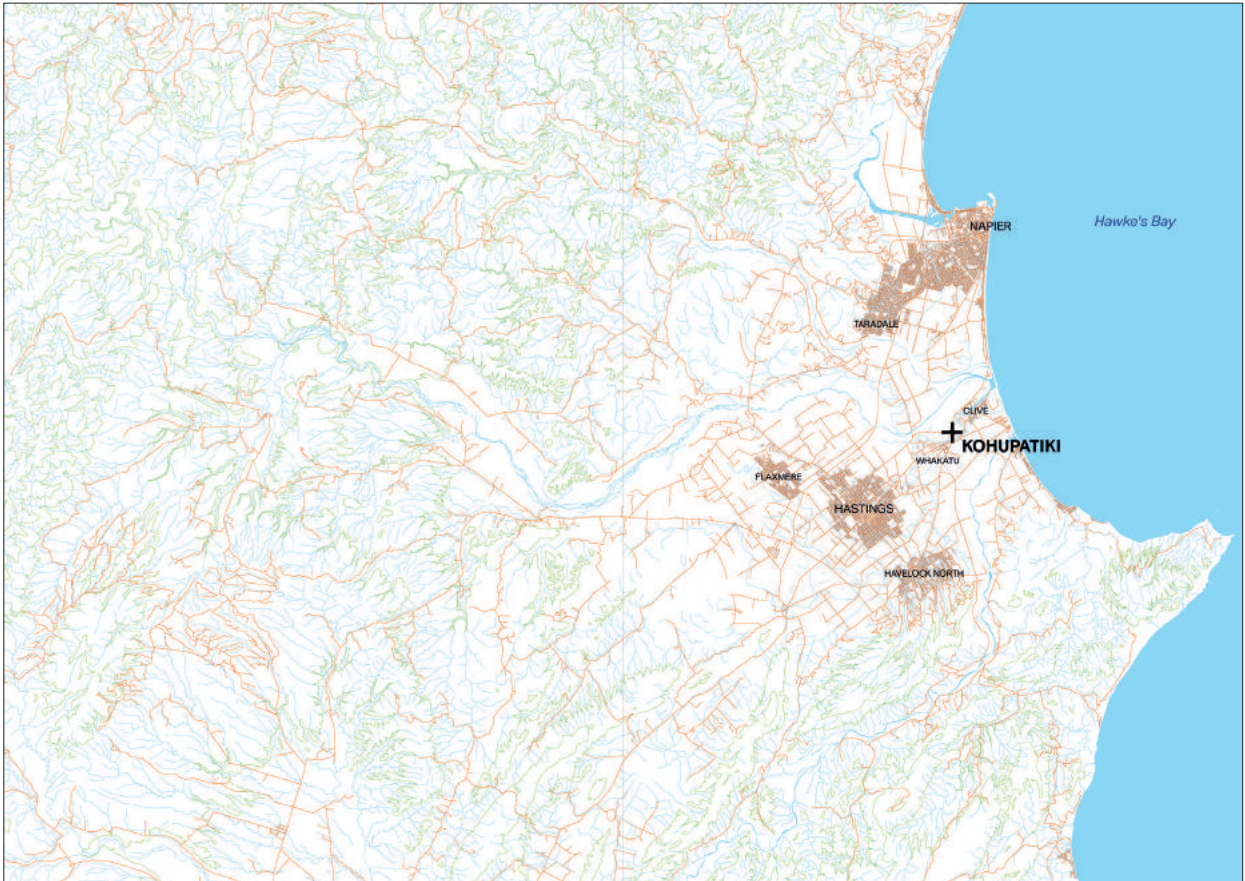 Hawke's Bay
NAPIER
TARADALE
CLIVE
KOHUPATIKI
WHAKATU
FLAXMERE
HASTINGS
HAVELOCK NORTH